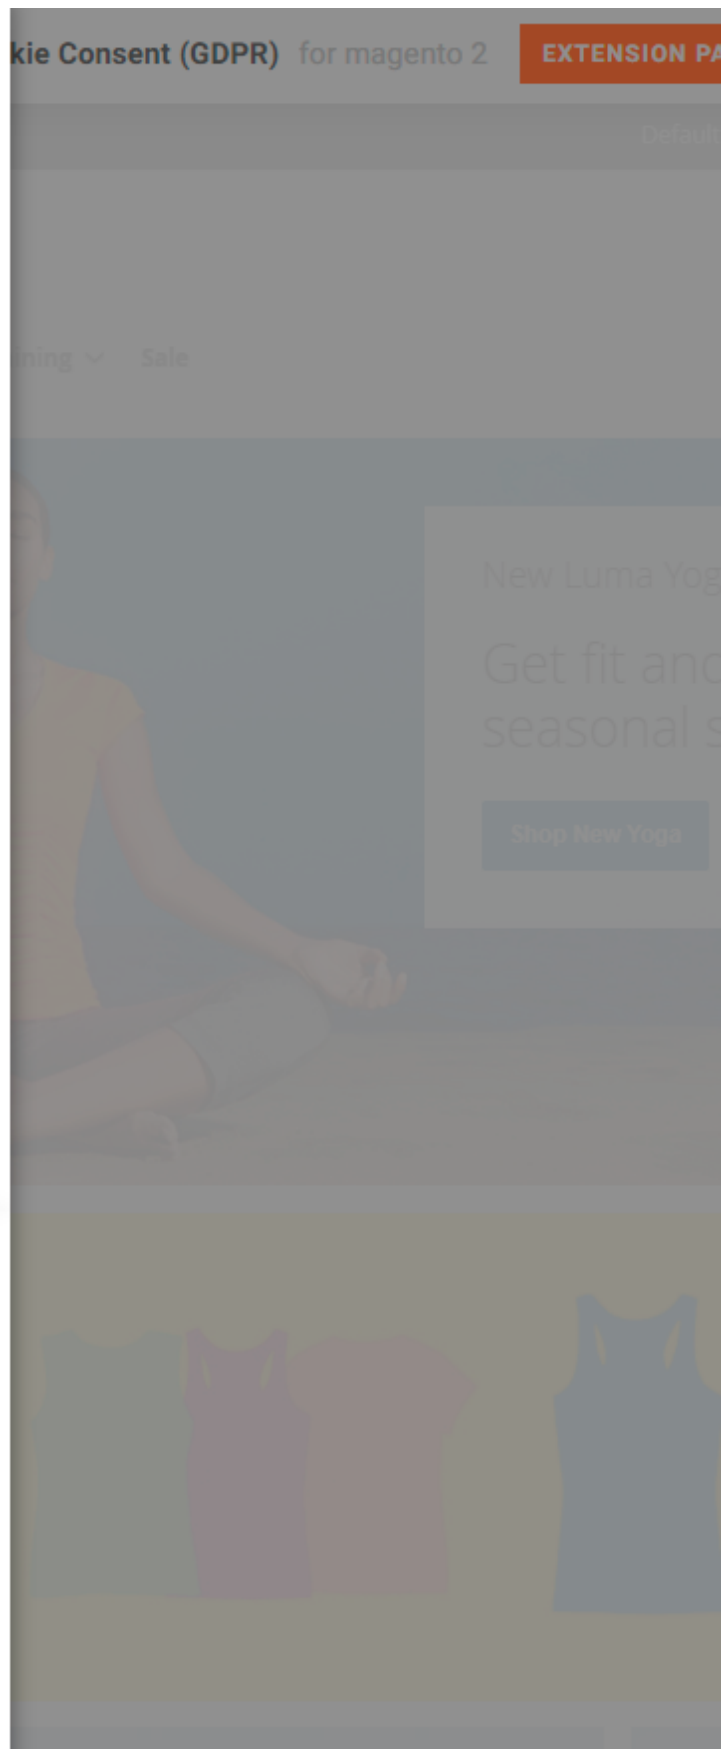 kie Consent (GDPR) for magento 2 EXTENSION PA
Default
ining Sale
New Luma Yog
Get fit and
seasonal s
Shop New Yoga